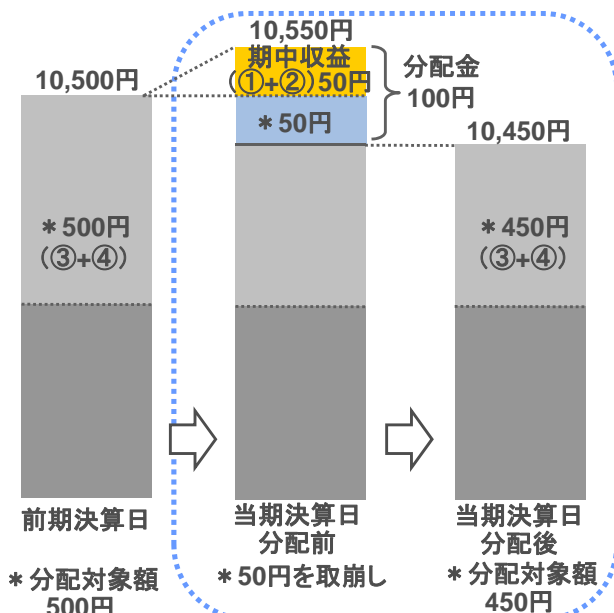 10,550円
10,500円
期中収益
(①+②)50円
分配金
100円
＊50円
10,450円
＊500円
(③+④)
＊450円
(③+④)
前期決算日
当期決算日
分配前
当期決算日
分配後
＊分配対象額
500円
＊50円を取崩し
＊分配対象額
450円